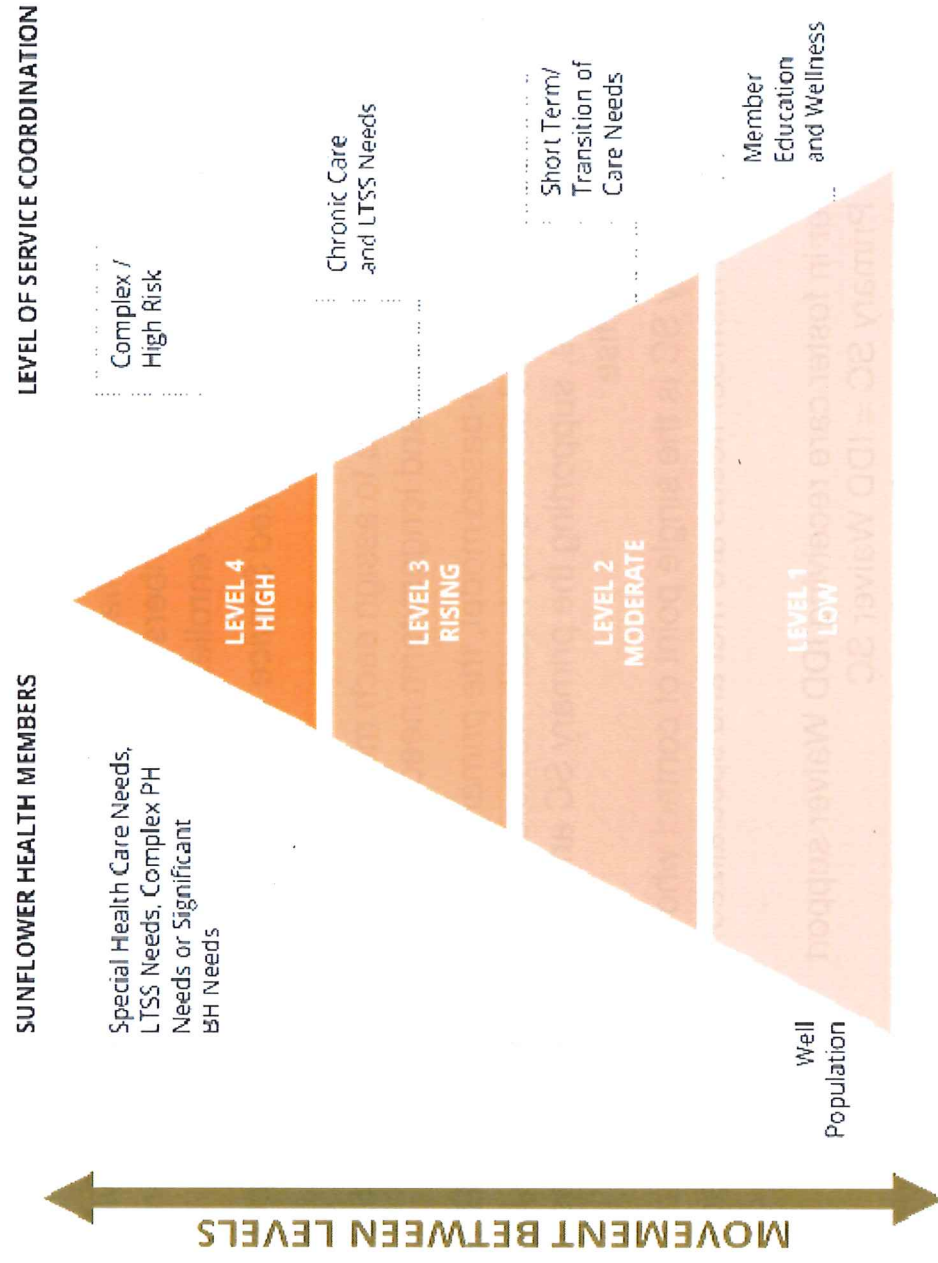 SUNFLOWER HEALTH MEMBERS
LEVEL OF SERVICE COORDINATION
Special Health Care Needs,
LTSS Needs, Complex PH
Needs or Significant
BH Needs
Well
Population
LEVEL 4
HIGH
LEVEL 3
RISING
LEVEL 2
MODERATE
LEVEL 1
LOW
Complex /
High Risk
Chronic Care
and LTSS Needs
Short Term/
Transition of
Care Needs
Member
Education
and Wellness
MOVEMENT BETWEEN LEVELS